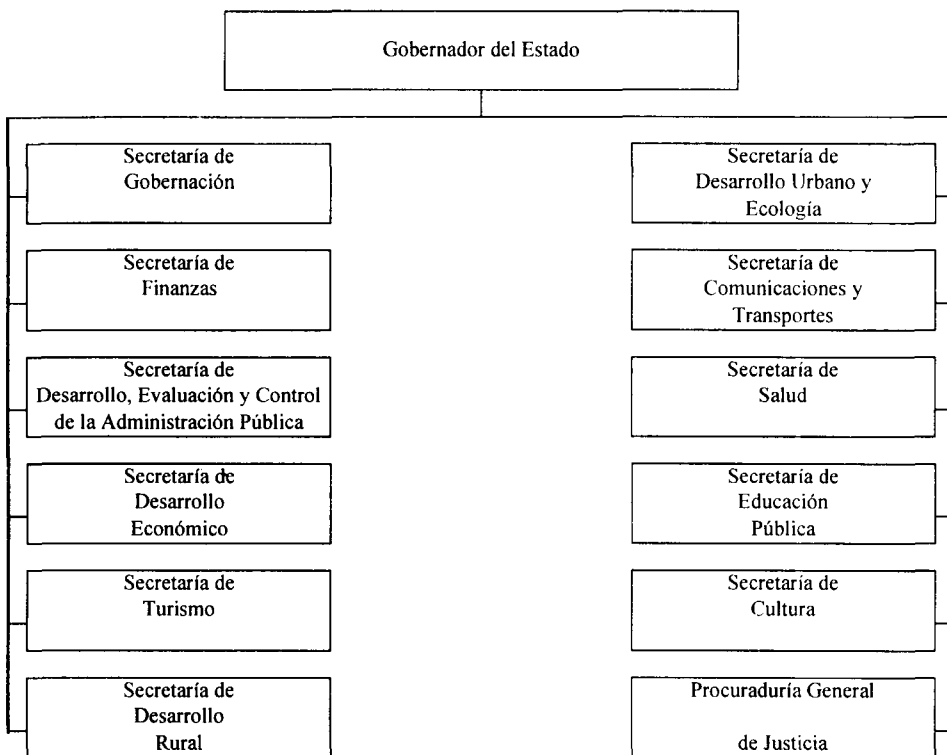 Gobernador del Estado
Secretaría de
Gobernación
Secretaría de
Finanzas
Secretaría de
Desarrollo, Evaluación y Control
de la Administración Pública
Secretaría de
Desarrollo
Económico
Secretaría de
Turismo
Secretaría de
Desarrollo
Rural
Secretaría de
Desarrollo Urbano y
Ecología
Secretaría de
Comunicaciones y
Transportes
Secretaría de
Salud
Secretaría de
Educación
Pública
Secretaría de
Cultura
Procuraduría General
de Justicia